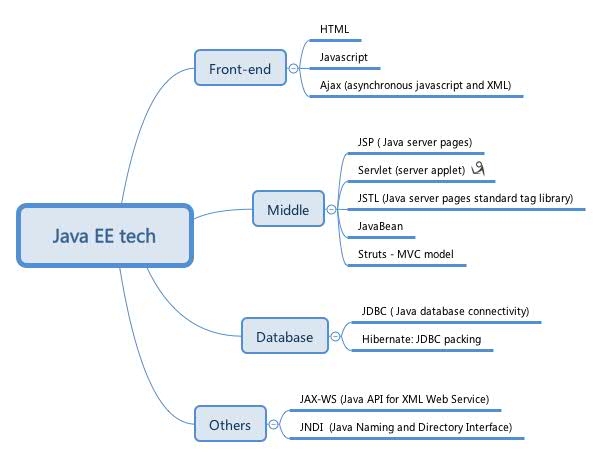 Java EE tech
Front-end
HTML
Javascript
Ajax (asynchronous javascript and XML)
Middle
JSP ( Java server pages)
Servlet (server applet)
JSTL (Java server pages standard tag library)
JavaBean
Struts - MVC model
Database
JDBC ( Java database connectivity)
Hibernate: JDBC packing
Others
JAX-WS (Java API for XML Web Service)
JNDI  (Java Naming and Directory Interface)